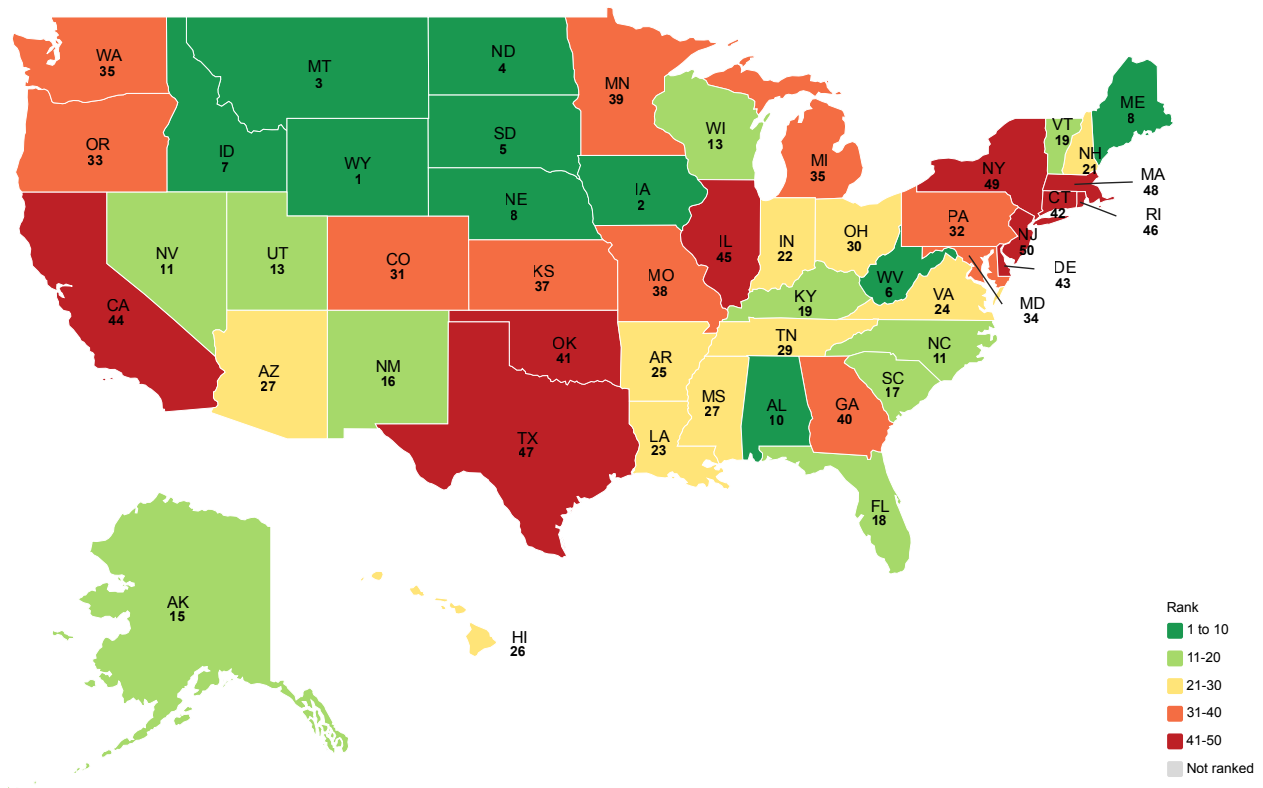 WA
35
OR
33
CA
44
ID
7
NV
11
MT
3
WY
1
UT
13
AZ
27
CO
31
NM
16
ND
4
SD
5
NE
8
KS
37
OK
41
TX
47
MN
39
IA
2
MO
38
AR
25
LA
23
WI
13
IL
45
MS
27
MI
35
IN
22
KY
19
TN
29
AL
10
OH
30
WV
6
GA
40
FL
18
SC
17
NC
11
VA
24
PA
32
NY
49
VT
19
NH
21
ME
8
MA
48
CT
42
RI
46
NJ
50
DE
43
MD
34
AK
15
HI
26
Rank
1 to 10
11-20
21-30
31-40
41-50
Not ranked